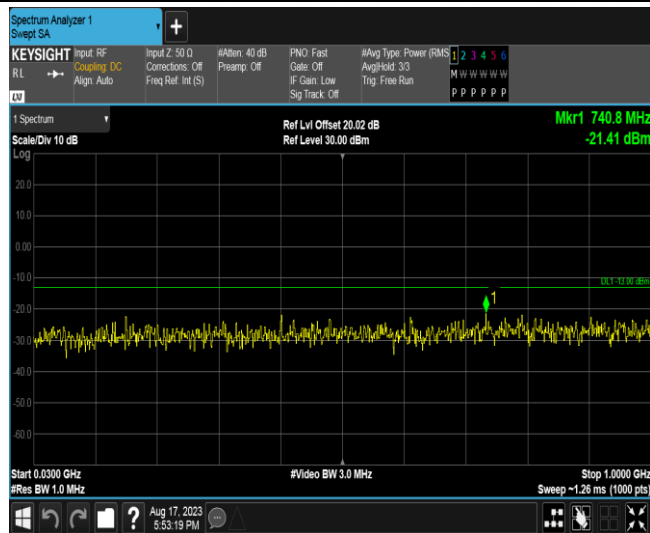 Spectrum Analyzer 1
Swept SA
+
KEYSIGHT Input: RF Input Z: 50 Ω #Atten: 40 dB PNO: Fast #Avg Type: Power (RMS 1 2 3 4 5 6
RL Coupling: DC Corrections: Off Preamp: Off Gate: Off Avg|Hold: 3/3 M W W W W W
Align: Auto Freq Ref: Int (S) IF Gain: Low Trig: Free Run
Sig Track: Off P P P P P P
1 Spectrum Ref Lvl Offset 20.02 dB Mkr1 740.8 MHz
Scale/Div 10 dB Ref Level 30.00 dBm -21.41 dBm
Log
20.0
10.0
0.00
-10.0
DL1 -13.00 dBm
1
-20.0
-30.0
-40.0
-50.0
-60.0
Start 0.0300 GHz #Video BW 3.0 MHz Stop 1.0000 GHz
#Res BW 1.0 MHz Sweep ~1.26 ms (1000 pts)
? Aug 17, 2023
5:53:19 PM